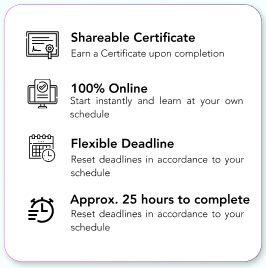 Shareable Certificate
Earn a Certificate upon completion
100% Online
Start instantly and learn at your own
schedule
Flexible Deadline
Reset deadlines in accordance to your
schedule
Approx. 25 hours to complete
Reset deadlines in accordance to your
schedule